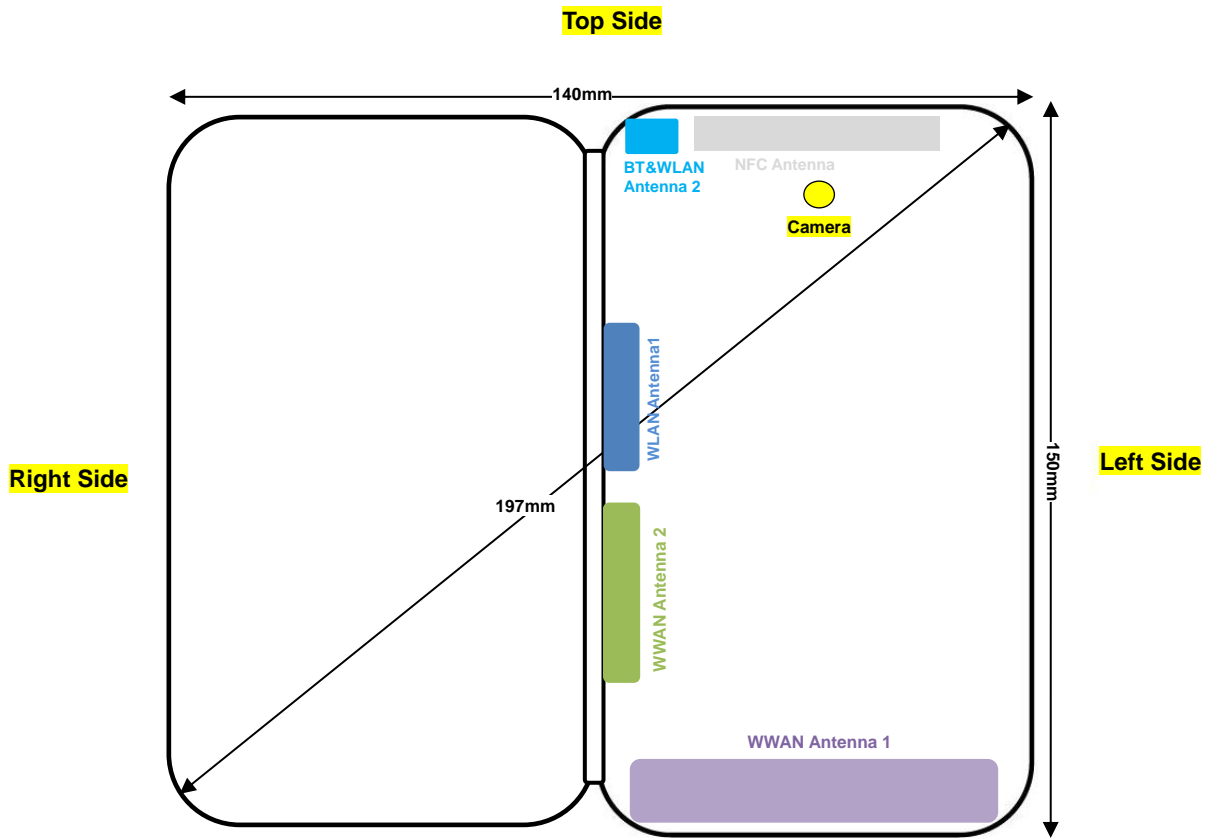 Top Side
140mm
BT&WLAN
Antenna 2
NFC Antenna
Camera
WLAN Antenna1
Right Side
Left Side
150mm
197mm
WWAN Antenna 2
WWAN Antenna 1